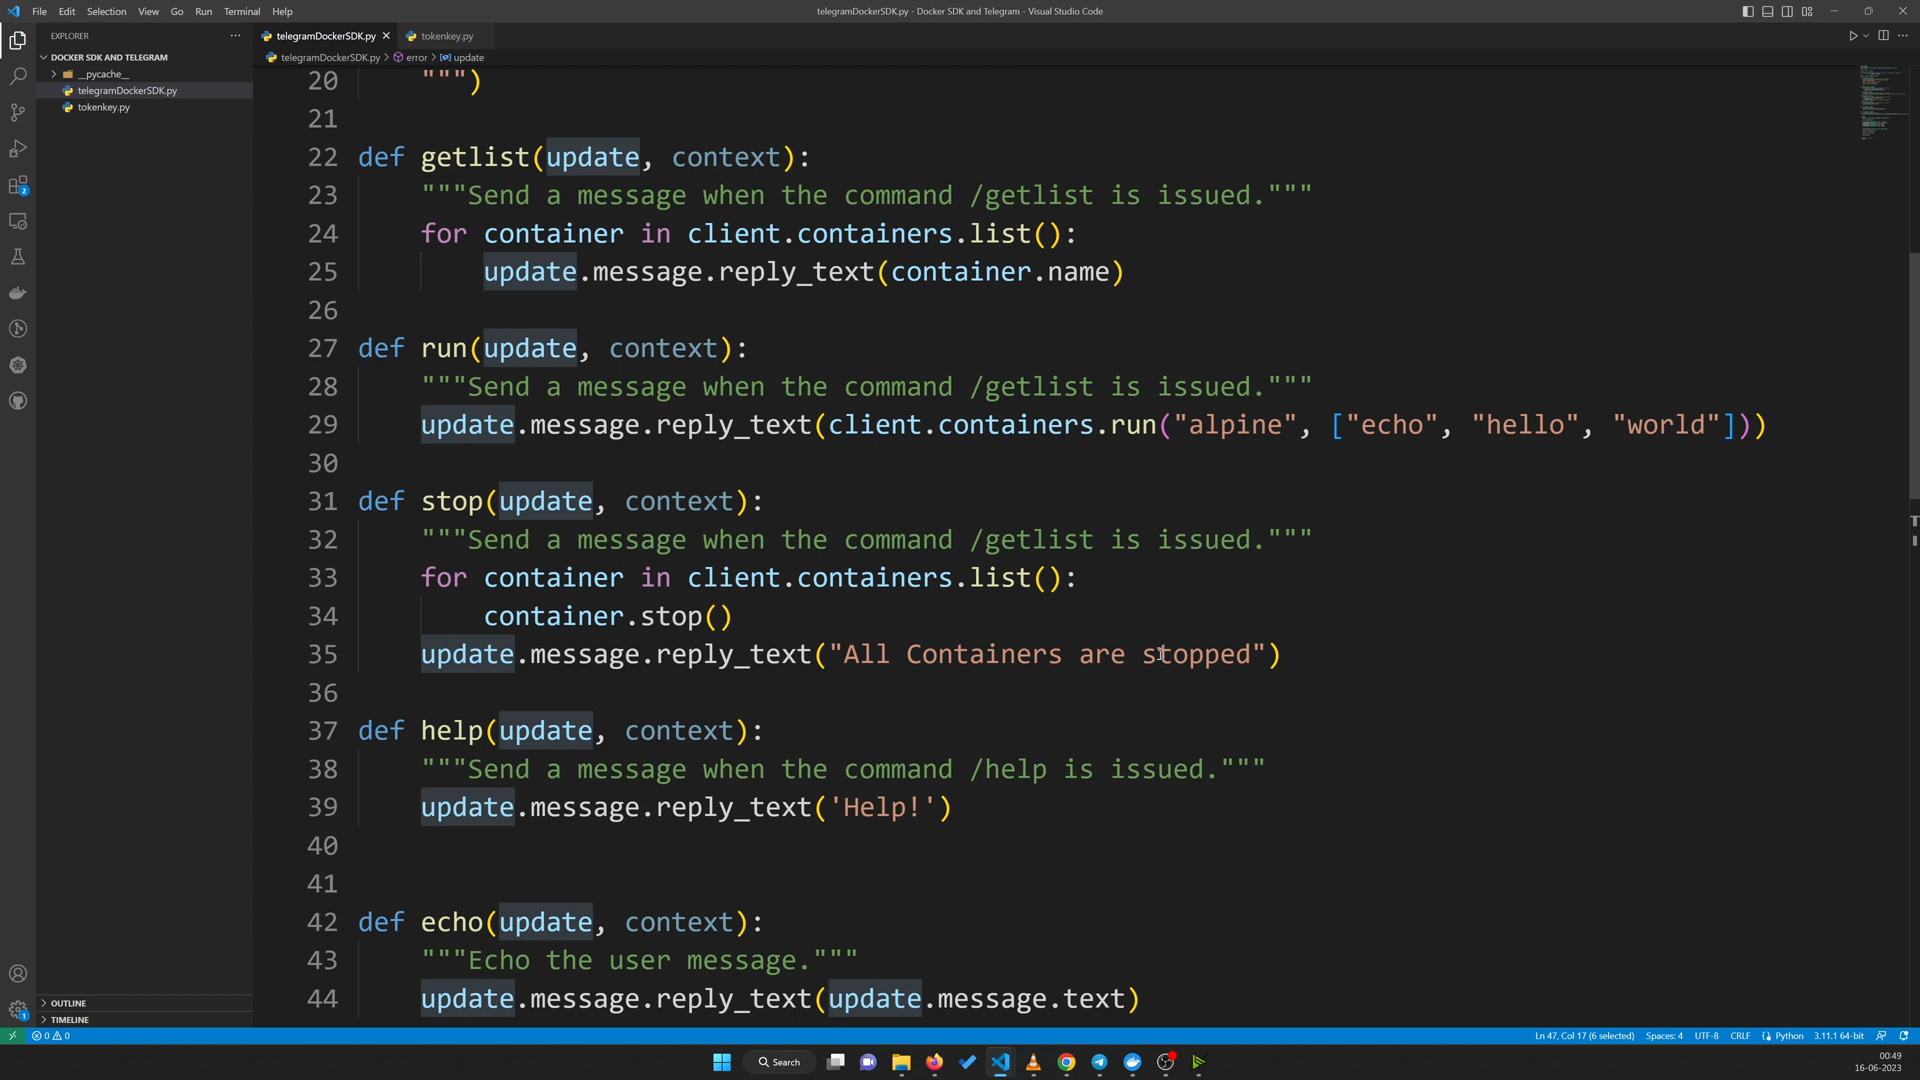 File Edit Selection View Go Run Terminal Help
telegramDockerSDK.py - Docker SDK and Telegram - Visual Studio Code
EXPLORER
DOCKER SDK AND TELEGRAM
__pycache__
telegramDockerSDK.py
tokenkey.py
OUTLINE
TIMELINE
telegramDockerSDK.py tokenkey.py
telegramDockerSDK.py > error > update
20 """)
21
22 def getlist(update, context):
23 """Send a message when the command /getlist is issued."""
24 for container in client.containers.list():
25 update.message.reply_text(container.name)
26
27 def run(update, context):
28 """Send a message when the command /getlist is issued."""
29 update.message.reply_text(client.containers.run("alpine", ["echo", "hello", "world"]))
30
31 def stop(update, context):
32 """Send a message when the command /getlist is issued."""
33 for container in client.containers.list():
34 container.stop()
35 update.message.reply_text("All Containers are stopped")
36
37 def help(update, context):
38 """Send a message when the command /help is issued."""
39 update.message.reply_text('Help!')
40
41
42 def echo(update, context):
43 """Echo the user message."""
44 update.message.reply_text(update.message.text)
2
1
0 0
Ln 47, Col 17 (6 selected) Spaces: 4 UTF-8 CRLF Python 3.11.1 64-bit
Search
00:49
16-06-2023